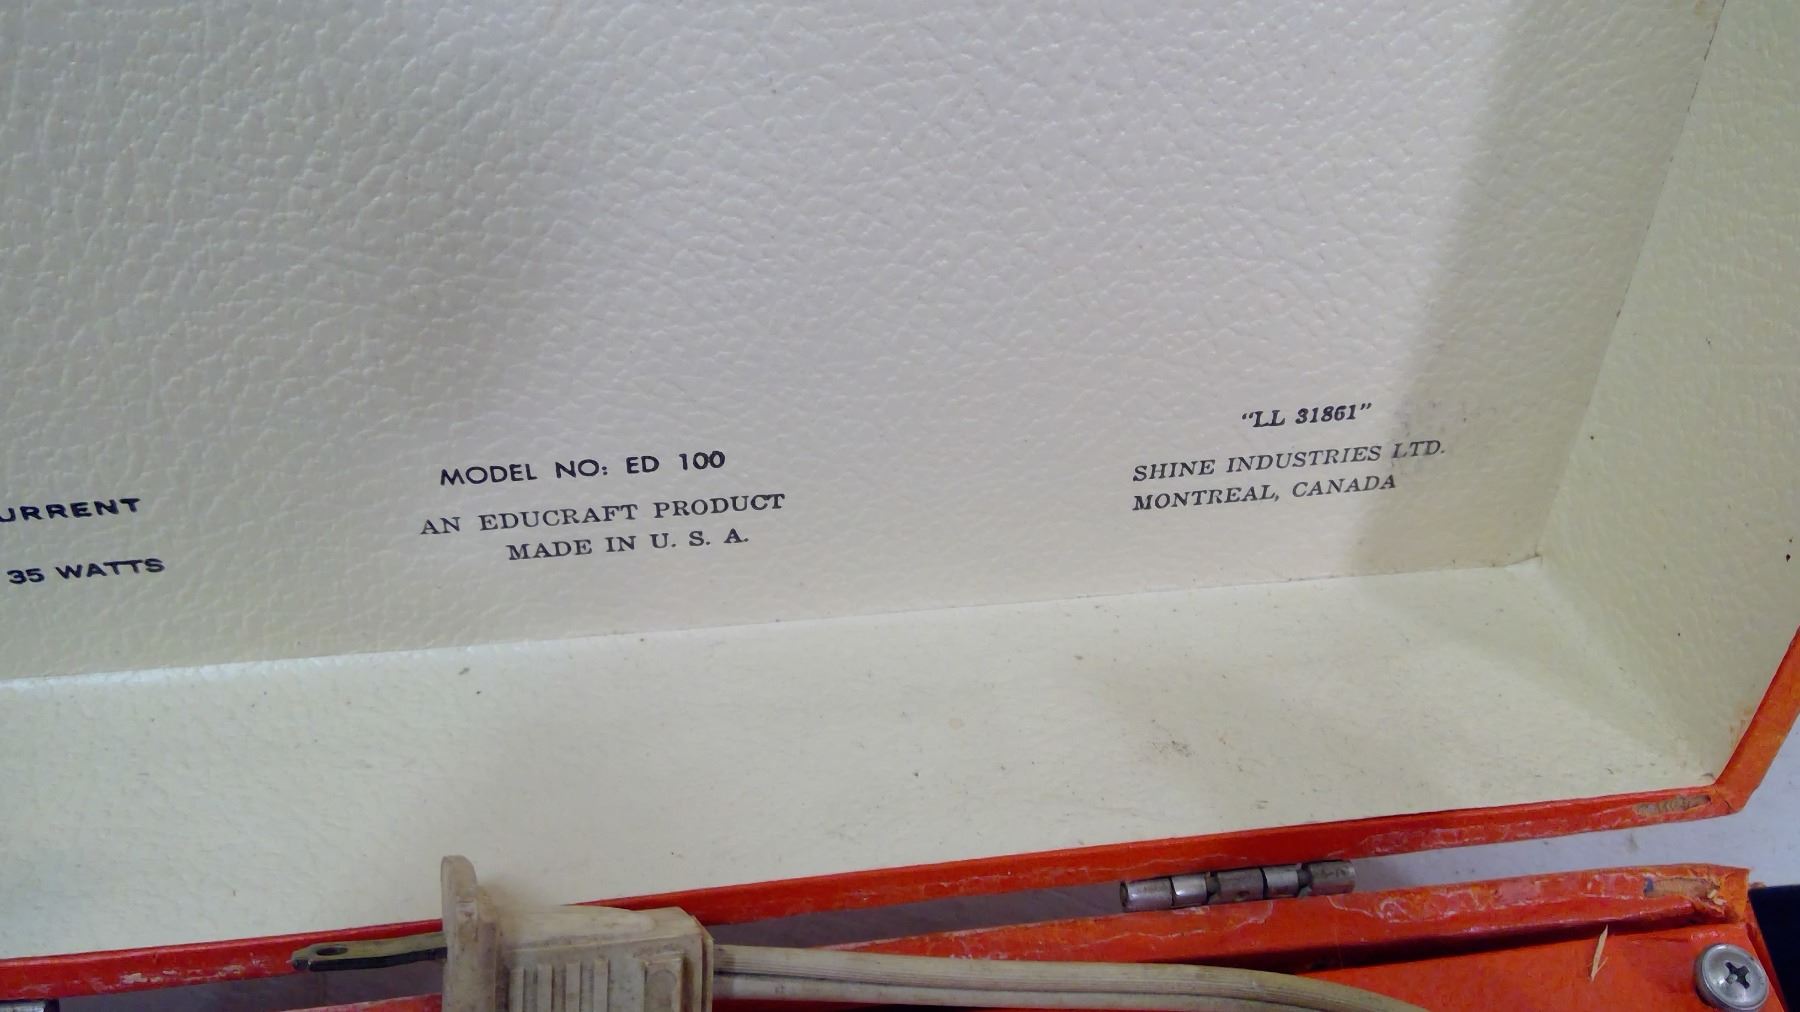 URRENT
35 WATTS
MODEL NO: ED 100
AN EDUCRAFT PRODUCT
MADE IN U. S. A.
"LL 31861"
SHINE INDUSTRIES LTD.
MONTREAL, CANADA